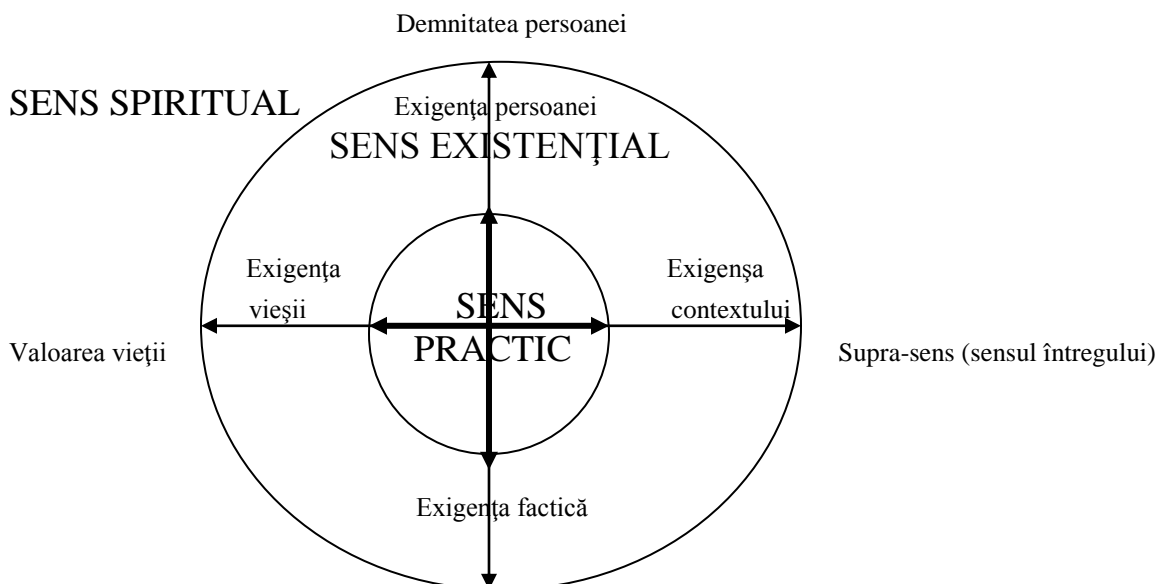 Demnitatea persoanei
SENS SPIRITUAL
Exigenţa persoanei
SENS EXISTENŢIAL
Exigenţa
vieşii
Exigenşa
contextului
SENS
PRACTIC
Valoarea vieţii
Supra-sens (sensul întregului)
Exigenţa factică